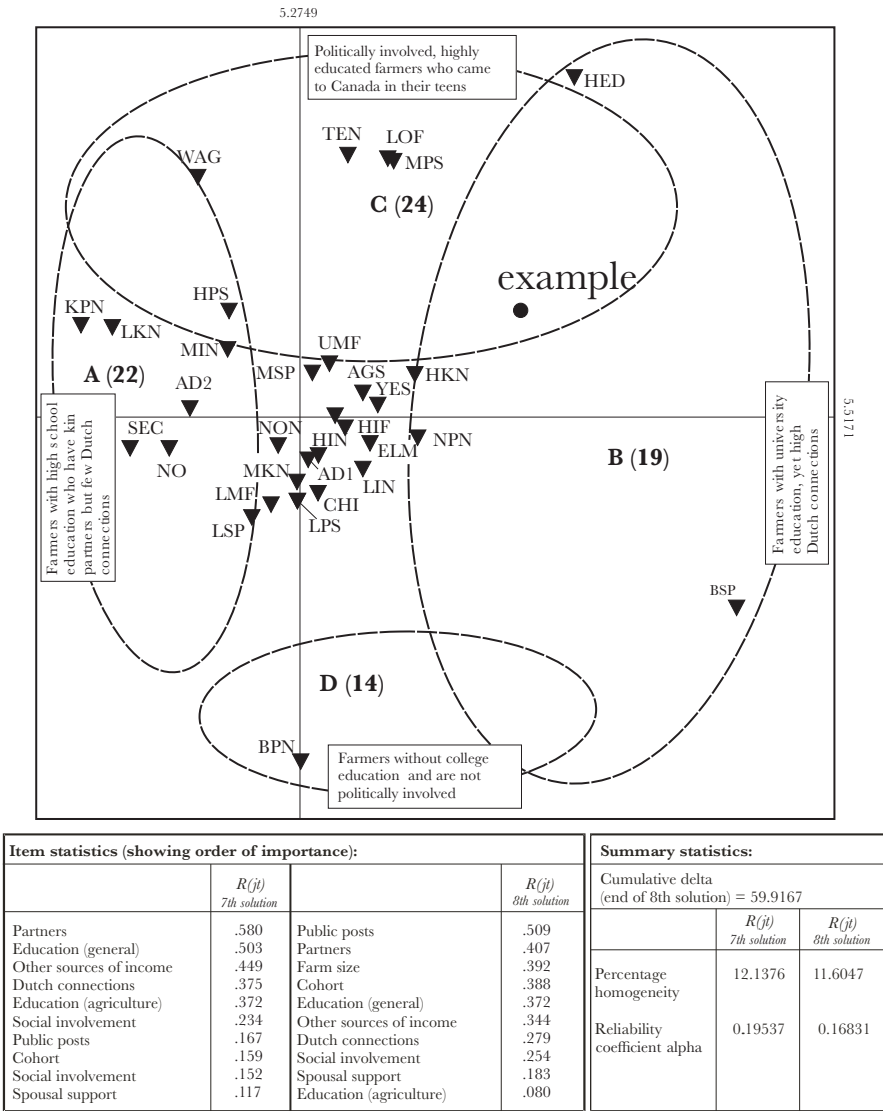 5.2749
Politically involved, highly
educated farmers who came
to Canada in their teens
HED
TEN
LOF
WAG
MPS
C (24)
example
HPS
KPN
LKN
UMF
MIN
MSP
HKN
A (22)
AGS
AD2
YES
5.5171
SEC
NON
HIF
NPN
HIN
ELM
NO
B (19)
MKN
AD1
LIN
LMF
CHI
LSP
LPS
Farmers with high school
education who have kin
partners but few Dutch
connections
Farmers with university
education, yet high
Dutch connections
BSP
D (14)
BPN
Farmers without college
education and are not
politically involved
Item statistics (showing order of importance):
R(jt)
7th solution
R(jt)
8th solution
Partners .580 Public posts .509
Education (general) .503 Partners .407
Other sources of income .449 Farm size .392
Dutch connections .375 Cohort .388
Education (agriculture) .372 Education (general) .372
Social involvement .234 Other sources of income .344
Public posts .167 Dutch connections .279
Cohort .159 Social involvement .254
Social involvement .152 Spousal support .183
Spousal support .117 Education (agriculture) .080
Summary statistics:
Cumulative delta
(end of 8th solution) = 59.9167
R(jt) R(jt)
7th solution 8th solution
Percentage 12.1376 11.6047
homogeneity
Reliability 0.19537 0.16831
coefficient alpha